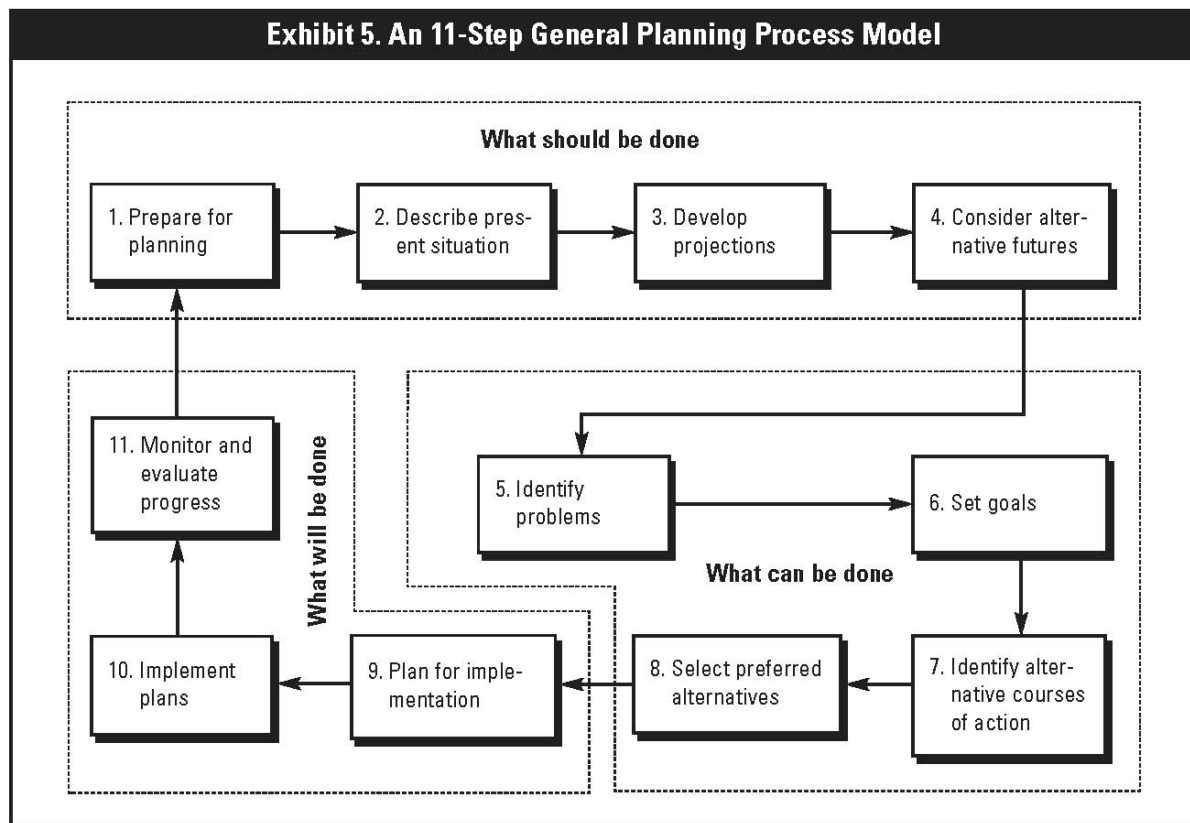 Exhibit 5. An 11-Step General Planning Process Model
What should be done
1. Prepare for
planning
2. Describe pres-
ent situation
3. Develop
projections
4. Consider alter-
native futures
11. Monitor and
evaluate
progress
What will be done
5. Identify
problems
6. Set goals
What can be done
10. Implement
plans
9. Plan for imple-
mentation
8. Select preferred
alternatives
7. Identify alter-
native courses
of action